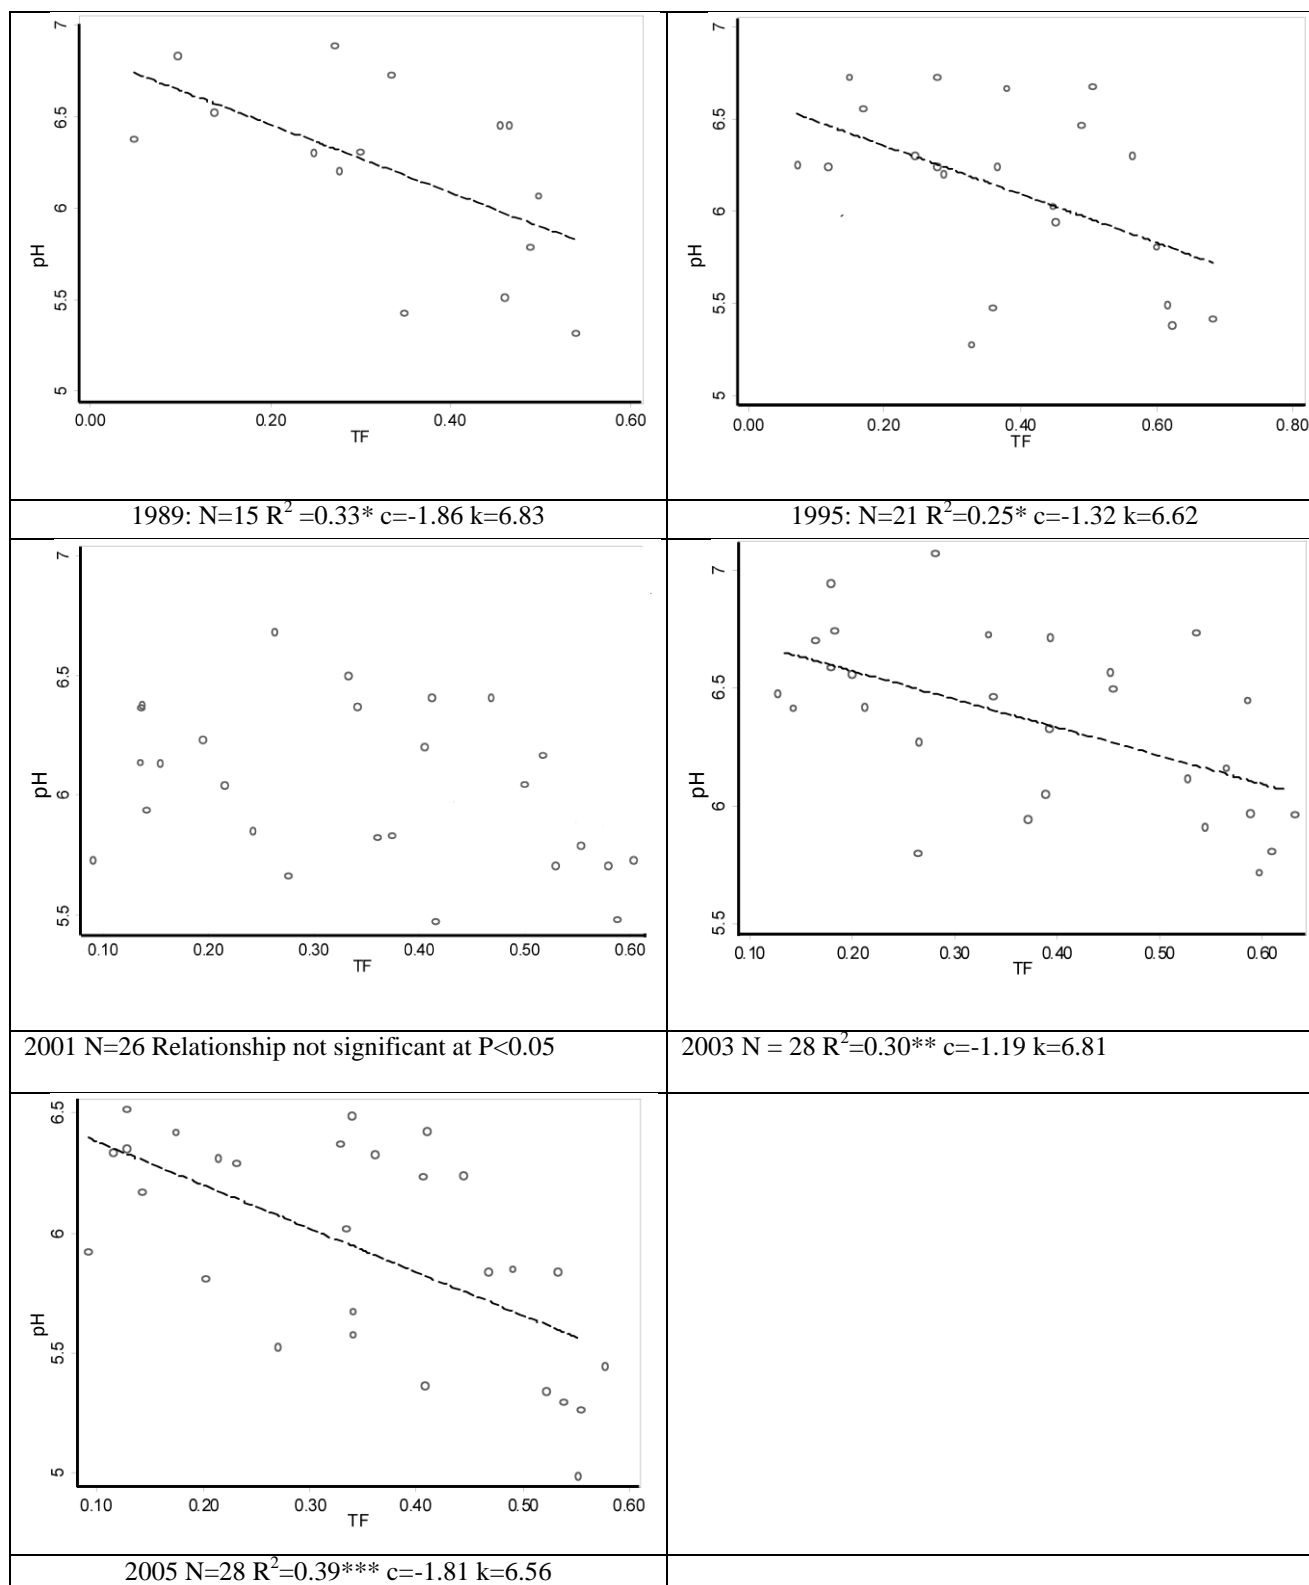 7
6.5
6
5.5
5
pH
0.00 0.20 0.40 0.60
TF
7
6.5
6
5.5
5
pH
0.00 0.20 0.40 0.60 0.80
TF
1989: N=15 R² =0.33* c=-1.86 k=6.83
1995: N=21 R²=0.25* c=-1.32 k=6.62
7
6.5
6
5.5
pH
0.10 0.20 0.30 0.40 0.50 0.60
TF
7
6.5
6
5.5
pH
0.10 0.20 0.30 0.40 0.50 0.60
TF
2001 N=26 Relationship not significant at P<0.05
2003 N = 28 R²=0.30** c=-1.19 k=6.81
6.5
6
5.5
5
pH
0.10 0.20 0.30 0.40 0.50 0.60
TF
2005 N=28 R²=0.39*** c=-1.81 k=6.56